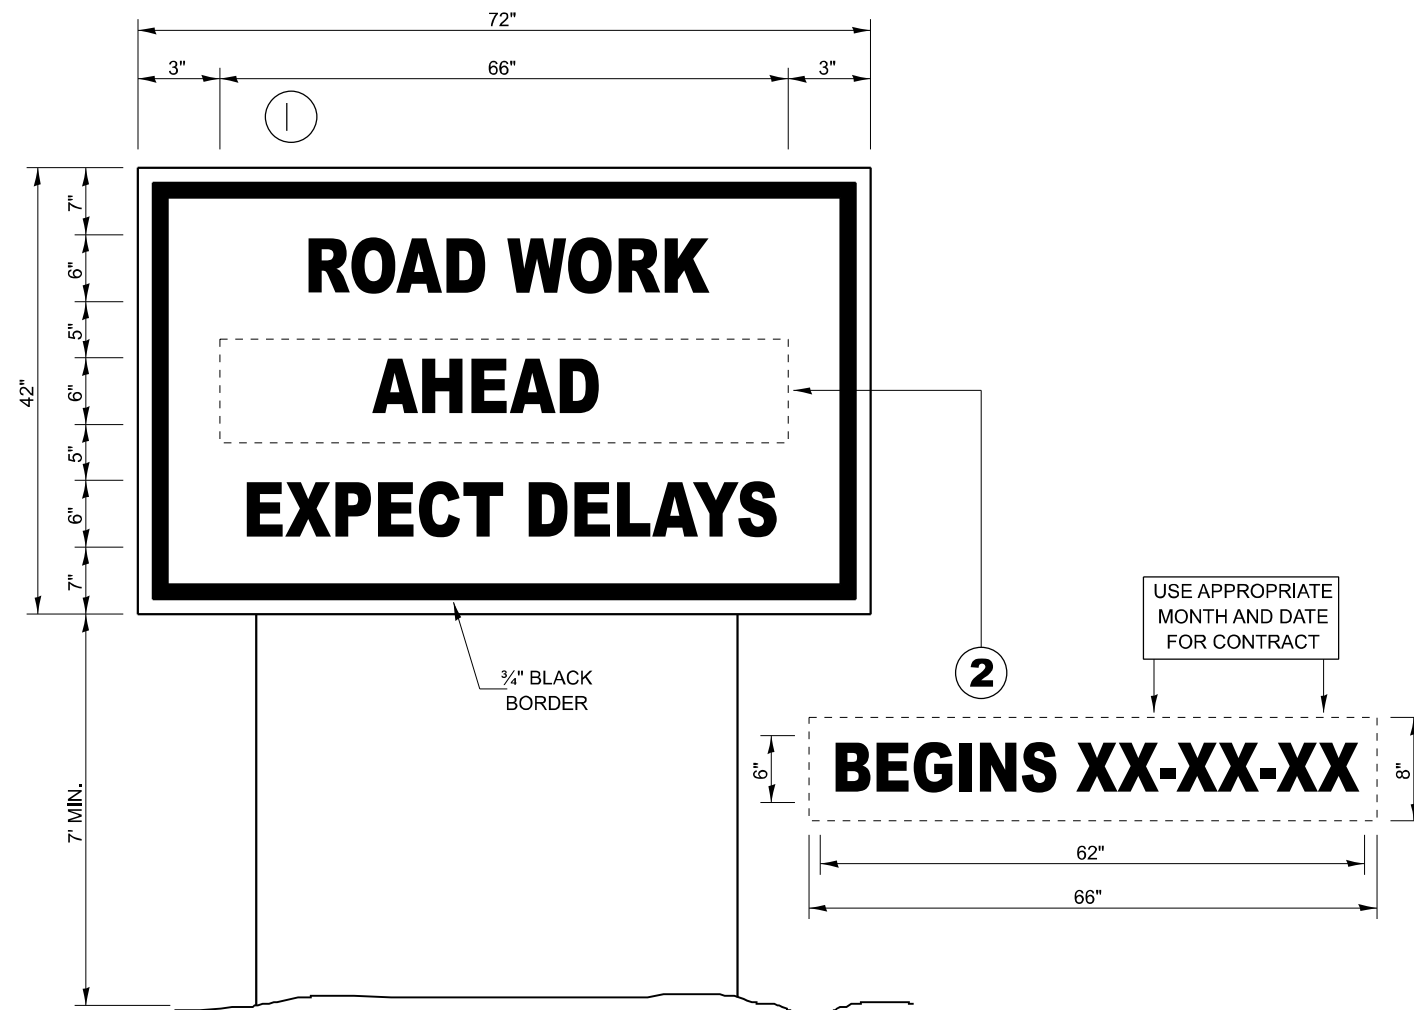 72"
3" 66" 3"
1
7"
6"
5"
6"
5"
6"
7"
42"
ROAD WORK
AHEAD
EXPECT DELAYS
¾" BLACK
BORDER
7' MIN.
2
USE APPROPRIATE
MONTH AND DATE
FOR CONTRACT
6"
BEGINS XX-XX-XX
8"
62"
66"